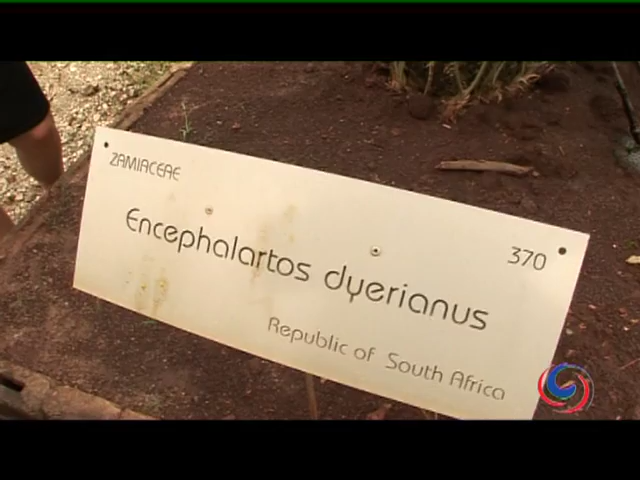 ZAMIACEAE
370
Encephalartos dyerianus
Republic of South Africa